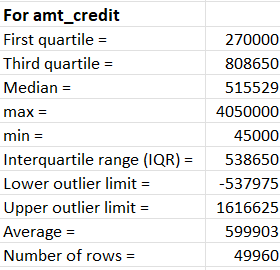 For amt_credit
First quartile = 270000
Third quartile = 808650
Median = 515529
max = 4050000
min = 45000
Interquartile range (IQR) = 538650
Lower outlier limit = -537975
Upper outlier limit = 1616625
Average = 599903
Number of rows = 49960